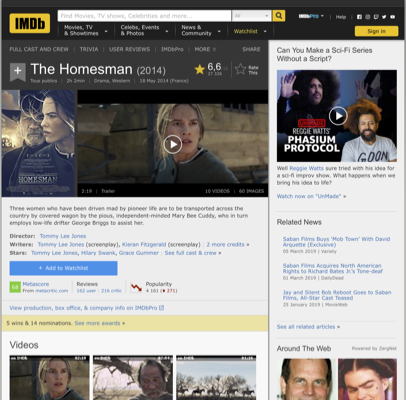 IMDb
Find Movies, TV shows, Celebrities and more...
All
IMDbPro
Help
Movies, TV & Showtimes
Celebs, Events & Photos
News & Community
Watchlist
Sign in
FULL CAST AND CREW | TRIVIA | USER REVIEWS | IMDbPro | MORE
SHARE
The Homesman (2014)
6,6
Rate This
Tous publics | 2h 2min | Drama, Western | 18 May 2014 (France)
HOMESMAN
2:19 | Trailer
10 VIDEOS | 60 IMAGES
Three women who have been driven mad by pioneer life are to be transported across the
country by covered wagon by the pious, independent-minded Mary Bee Cuddy, who in turn
employs low-life drifter George Briggs to assist her.
Director: Tommy Lee Jones
Writers: Tommy Lee Jones (screenplay), Kieran Fitzgerald (screenplay) | 2 more credits »
Stars: Tommy Lee Jones, Hilary Swank, Grace Gummer | See full cast & crew »
+ Add to Watchlist
68
Metascore
From metacritic.com
Reviews
162 user | 216 critic
Popularity
4 161 (271)
View production, box office, & company info on IMDbPro
5 wins & 14 nominations. See more awards »
Videos
Can You Make a Sci-Fi Series
Without a Script?
REGGIE WATTS'
PHASIUM
PROTOCOL
Well Reggie Watts sure tried with his idea for
a sci-fi improv show. What happens when we
bring his idea to life?
Watch now on "UnMade" »
Related News
Saban Films Buys 'Mob Town' With David
Arquette (Exclusive)
05 March 2019 | Variety
Saban Films Acquires North American
Rights to Richard Bates It's Tone-deaf
01 March 2019 | DailyDead
Jay and Silent Bob Reboot Goes to Saban
Films, All-Star Cast Teased
25 January 2019 | MovieWeb
See all related articles »
Around The Web
Powered by ZergNet